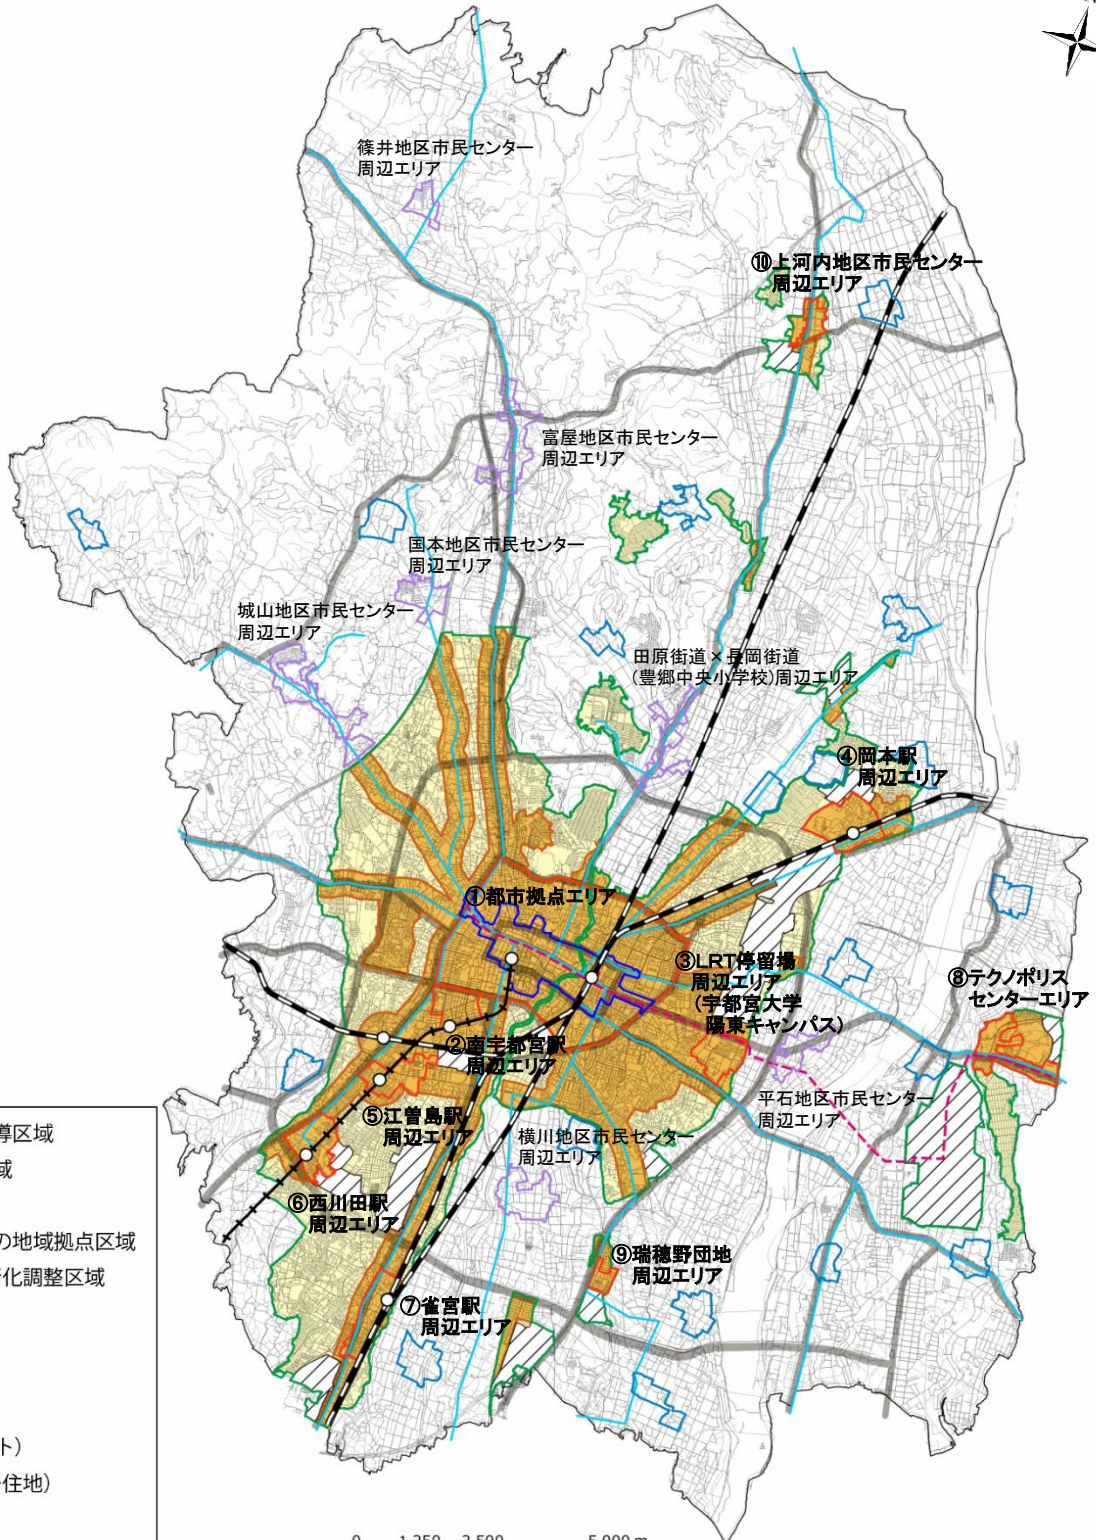 篠井地区市民センター
周辺エリア
⑩上河内地区市民センター
周辺エリア
富屋地区市民センター
周辺エリア
国本地区市民センター
周辺エリア
城山地区市民センター
周辺エリア
田原街道×長岡街道
(豊郷中央小学校)周辺エリア
④岡本駅
周辺エリア
①都市拠点エリア
③LRT停留場
周辺エリア
(宇都宮大学
陽東キャンパス)
⑧テクノポリス
センターエリア
②南宇都宮駅
周辺エリア
平石地区市民センター
周辺エリア
⑤江曽島駅
周辺エリア
横川地区市民センター
周辺エリア
⑥西川田駅
周辺エリア
⑨瑞穂野団地
周辺エリア
⑦雀宮駅
周辺エリア
導区域
域
の地域拠点区域
化調整区域
ト)
住地)
0 1,250 2,500 5,000 m